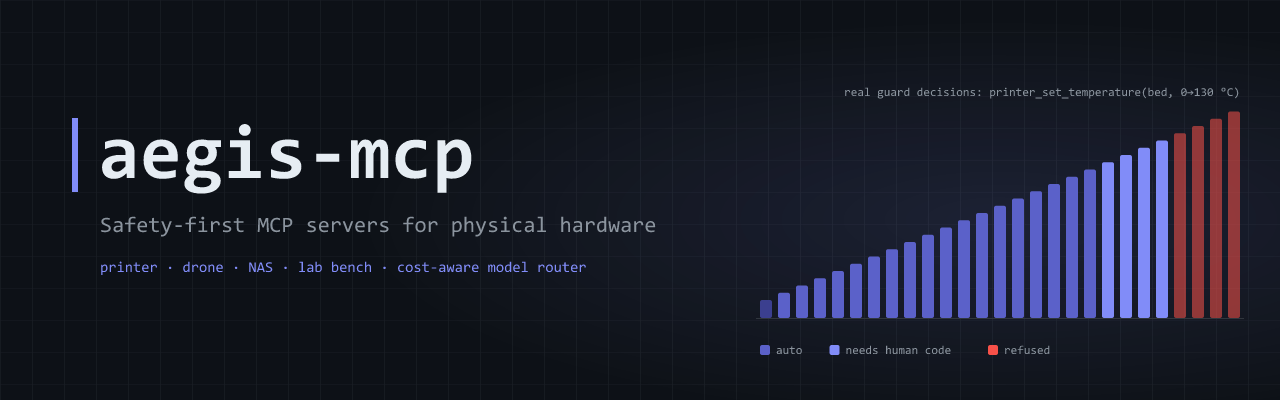 real guard decisions: printer_set_temperature(bed, 0→130 °C)
aegis-mcp
Safety-first MCP servers for physical hardware
printer · drone · NAS · lab bench · cost-aware model router
auto
needs human code
refused